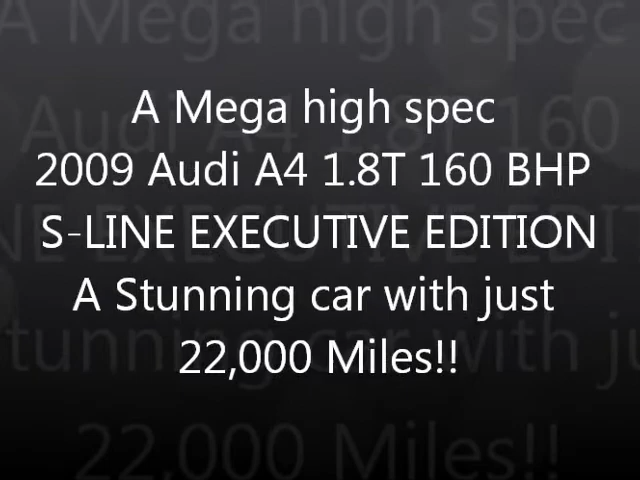 A Mega high spec
2009 Audi A4 1.8T 160 BHP
S-LINE EXECUTIVE EDITION
A Stunning car with just
22,000 Miles!!